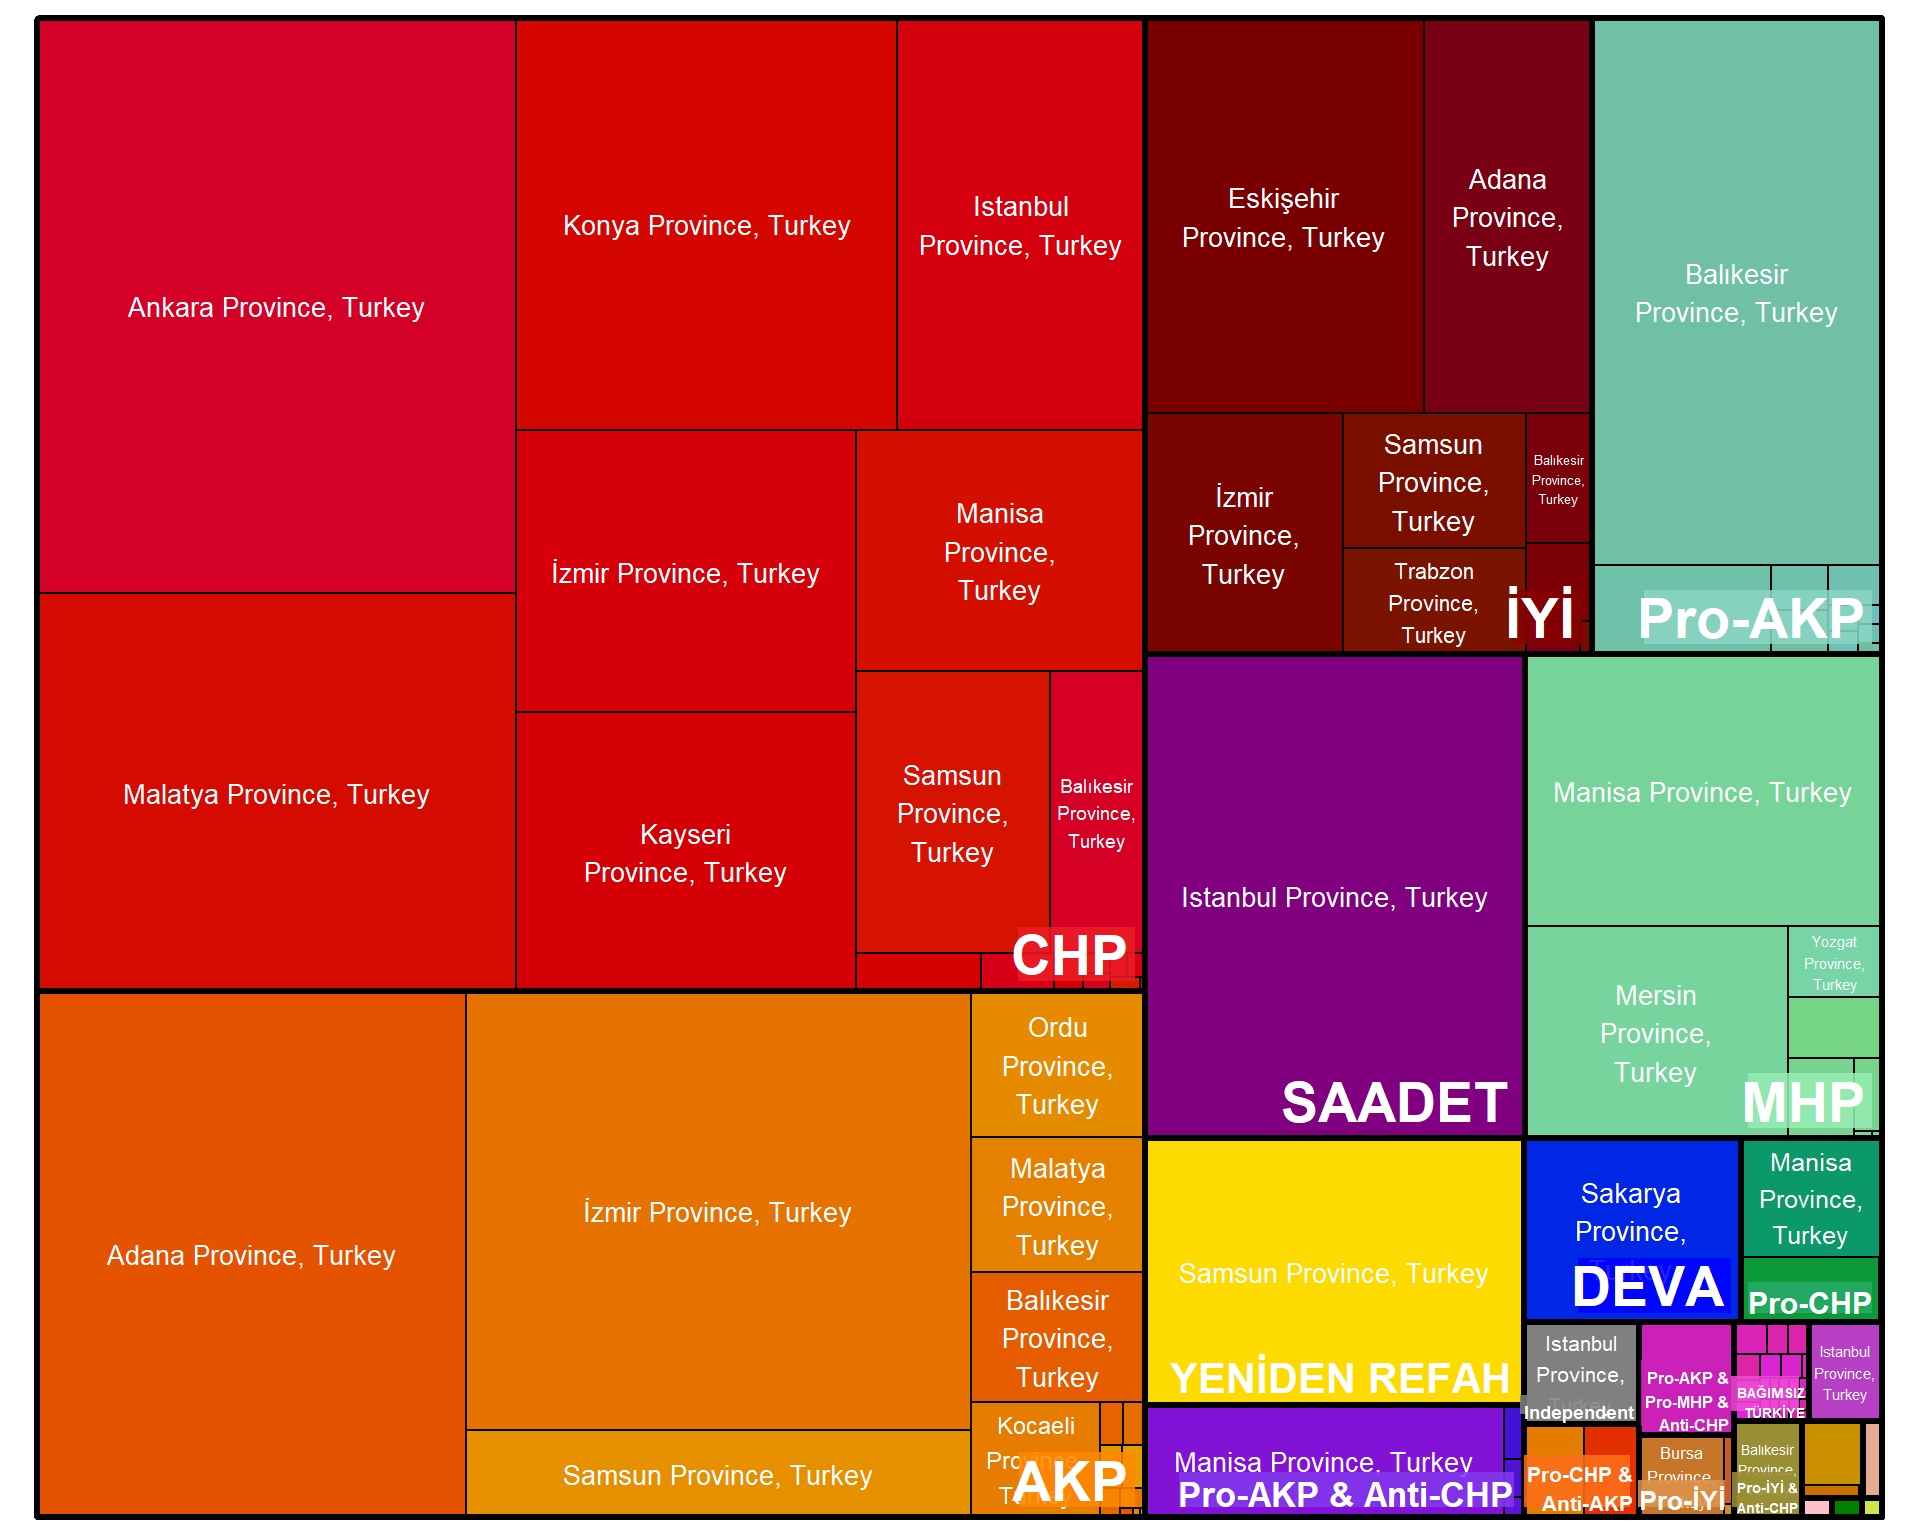 Ankara Province, Turkey
Konya Province, Turkey
Istanbul
Province, Turkey
Malatya Province, Turkey
İzmir Province, Turkey
Manisa
Province,
Turkey
Kayseri
Province, Turkey
Samsun
Province,
Turkey
Balıkesir
Province,
Turkey
CHP
Adana Province, Turkey
İzmir Province, Turkey
Samsun Province, Turkey
Ordu
Province,
Turkey
Malatya
Province,
Turkey
Balıkesir
Province,
Turkey
Kocaeli
Province,
Turkey
AKP
Eskişehir
Province, Turkey
Adana
Province,
Turkey
İzmir
Province,
Turkey
Samsun
Province,
Turkey
Balıkesir
Province,
Turkey
Trabzon
Province,
Turkey
İYİ
Balıkesir
Province, Turkey
Pro-AKP
Istanbul Province, Turkey
SAADET
Manisa Province, Turkey
Mersin
Province,
Turkey
Yozgat
Province,
Turkey
MHP
Samsun Province, Turkey
YENİDEN REFAH
Manisa Province, Turkey
Pro-AKP & Anti-CHP
Sakarya
Province,
Turkey
DEVA
Manisa
Province,
Turkey
Pro-CHP
Istanbul
Province,
Turkey
Independent
Pro-AKP &
Pro-MHP &
Anti-CHP
BAĞIMSIZ
TÜRKİYE
Istanbul
Province,
Turkey
Pro-CHP &
Anti-AKP
Bursa
Province,
Pro-İYİ
Balıkesir
Province,
Pro-İYİ &
Anti-CHP